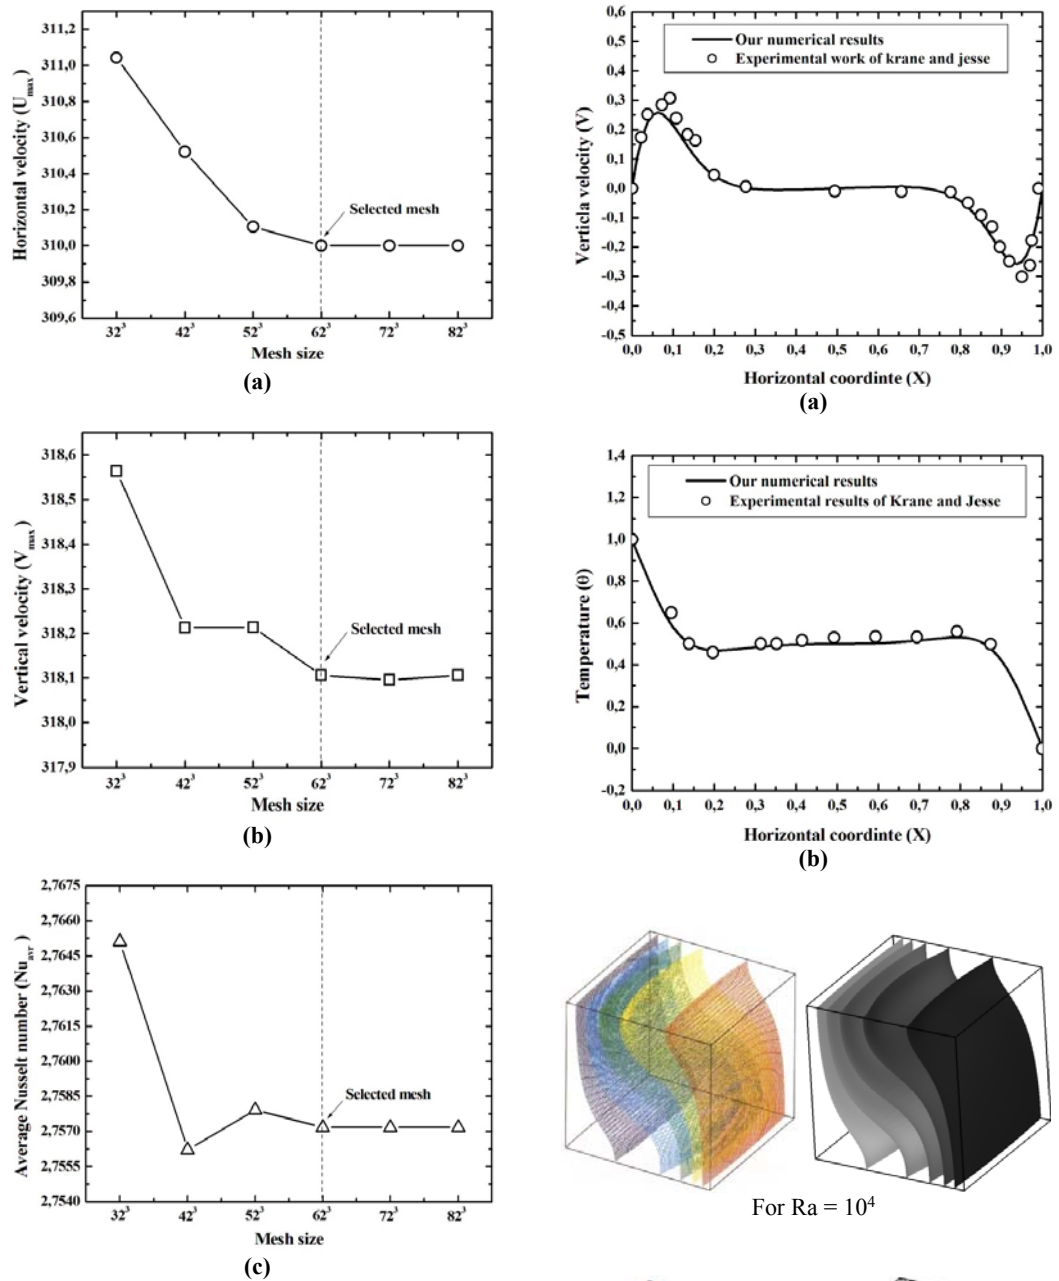 311,2
311,0
310,8
310,6
310,4
310,2
310,0
309,8
309,6
Horizontal velocity (Umax)
Selected mesh
32³ 42³ 52³ 62³ 72³ 82³
Mesh size
(a)
318,6
318,5
318,4
318,3
318,2
318,1
318,0
317,9
Vertical velocity (Vmax)
Selected mesh
32³ 42³ 52³ 62³ 72³ 82³
Mesh size
(b)
2,7675
2,7660
2,7645
2,7630
2,7615
2,7600
2,7585
2,7570
2,7555
2,7540
Average Nusselt number (Nuavr)
Selected mesh
32³ 42³ 52³ 62³ 72³ 82³
Mesh size
(c)
0,6
0,5
0,4
0,3
0,2
0,1
0,0
-0,1
-0,2
-0,3
-0,4
-0,5
Verticla velocity (V)
Our numerical results
Experimental work of krane and jesse
0,0 0,1 0,2 0,3 0,4 0,5 0,6 0,7 0,8 0,9 1,0
Horizontal coordinte (X)
(a)
1,4
1,2
1,0
0,8
0,6
0,4
0,2
0,0
-0,2
Temperature (θ)
Our numerical results
Experimental results of Krane and Jesse
0,0 0,1 0,2 0,3 0,4 0,5 0,6 0,7 0,8 0,9 1,0
Horizontal coordinte (X)
(b)
For Ra = 10⁴